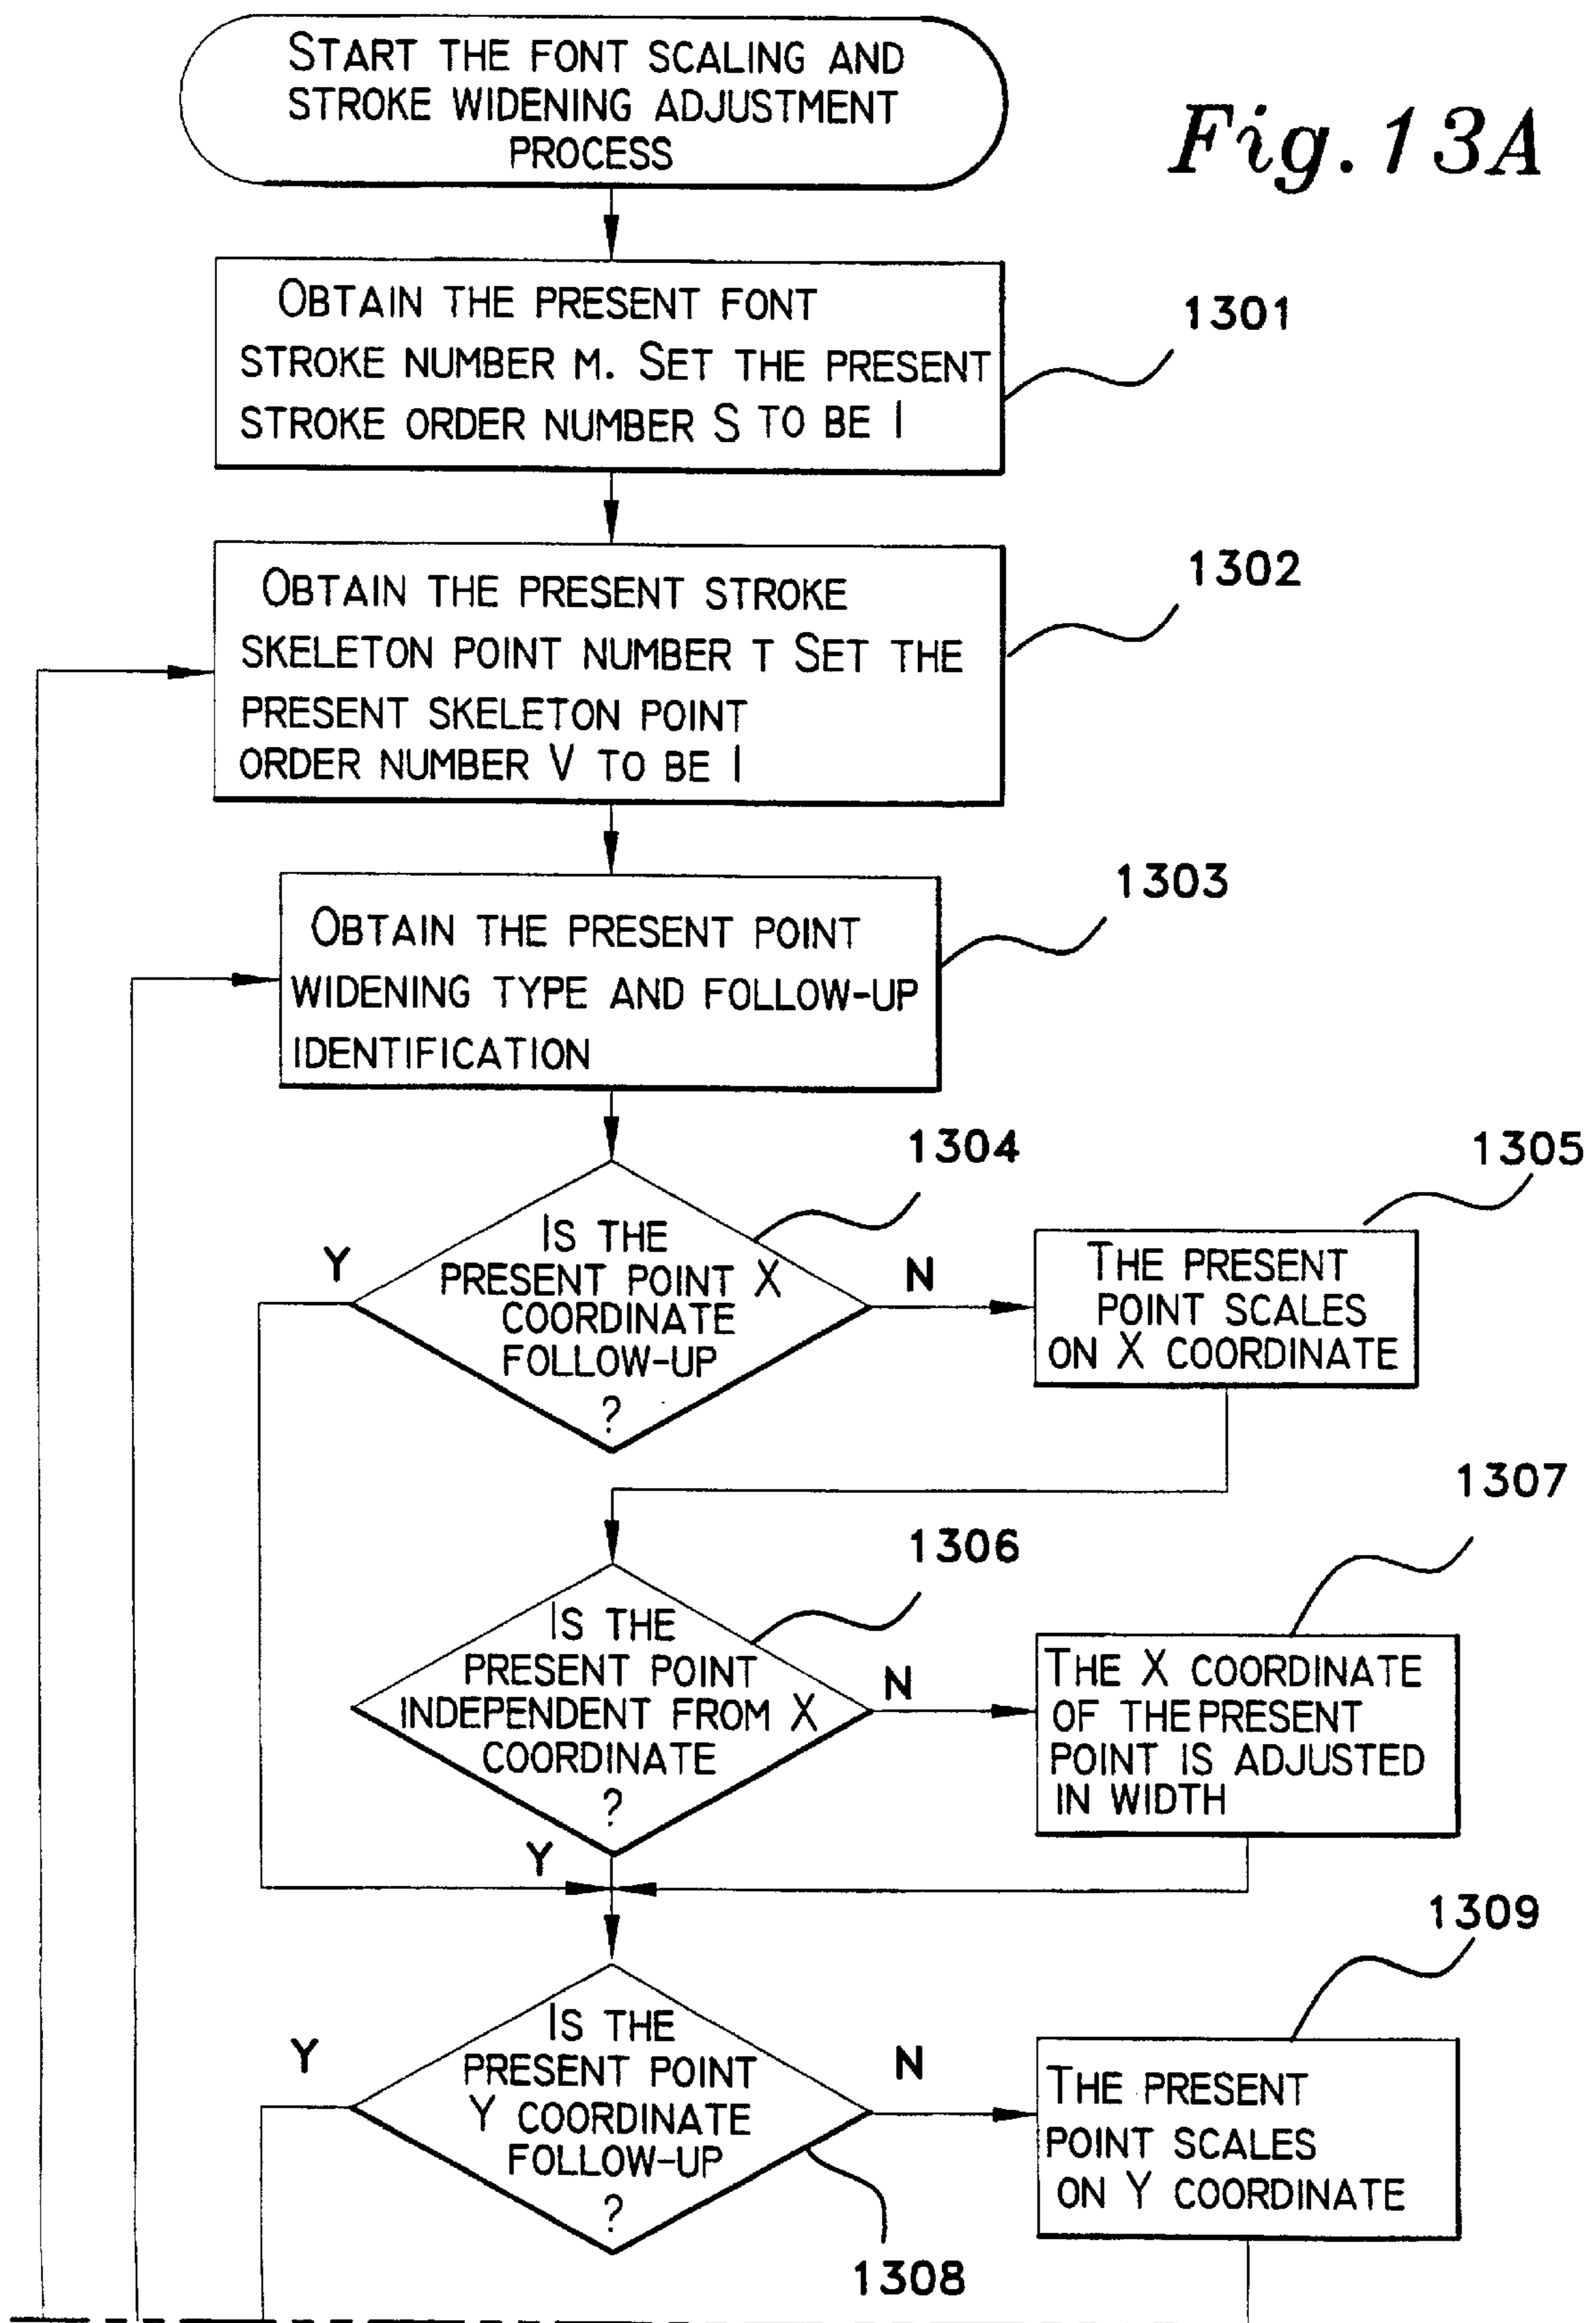 START THE FONT SCALING AND
STROKE WIDENING ADJUSTMENT
PROCESS
Fig. 13A
OBTAIN THE PRESENT FONT
STROKE NUMBER M. SET THE PRESENT
STROKE ORDER NUMBER S TO BE 1
1301
OBTAIN THE PRESENT STROKE
SKELETON POINT NUMBER T SET THE
PRESENT SKELETON POINT
ORDER NUMBER V TO BE 1
1302
OBTAIN THE PRESENT POINT
WIDENING TYPE AND FOLLOW-UP
IDENTIFICATION
1303
1304
IS THE
PRESENT POINT X
COORDINATE
FOLLOW-UP
?
Y
N
1305
THE PRESENT
POINT SCALES
ON X COORDINATE
1306
IS THE
PRESENT POINT
INDEPENDENT FROM X
COORDINATE
?
N
Y
1307
THE X COORDINATE
OF THE PRESENT
POINT IS ADJUSTED
IN WIDTH
IS THE
PRESENT POINT
Y COORDINATE
FOLLOW-UP
?
Y
N
1308
1309
THE PRESENT
POINT SCALES
ON Y COORDINATE